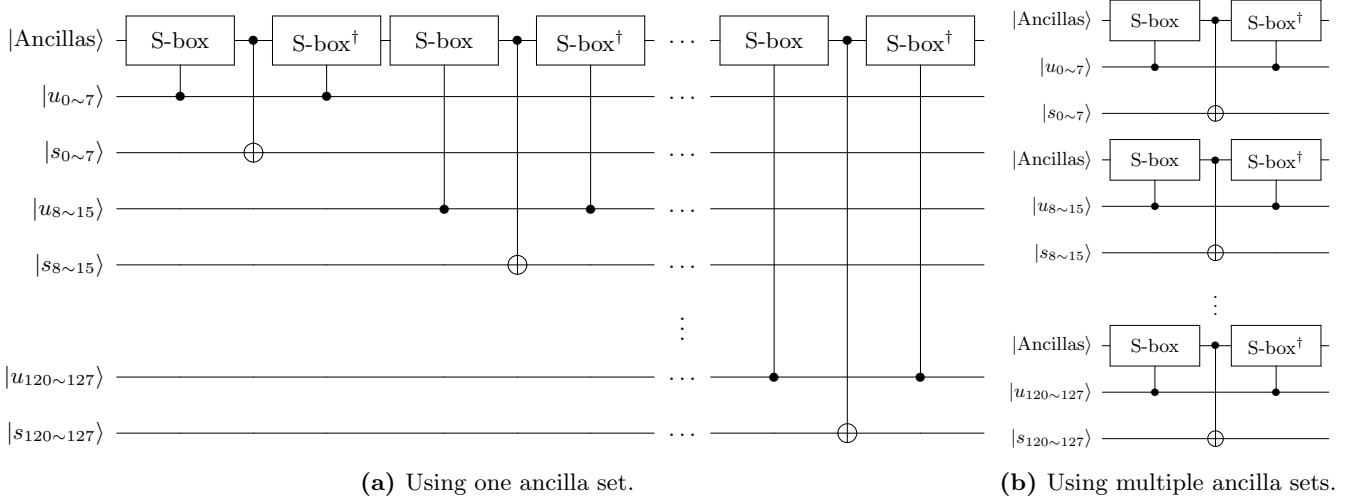 |Ancillas⟩ S-box S-box† S-box S-box† ⋯ S-box S-box†
|u0∼7⟩ ⋯
|s0∼7⟩ ⋯
|u8∼15⟩ ⋯
|s8∼15⟩ ⋯
⋮
|u120∼127⟩ ⋯
|s120∼127⟩ ⋯
(a) Using one ancilla set.
|Ancillas⟩ S-box S-box†
|u0∼7⟩
|s0∼7⟩
|Ancillas⟩ S-box S-box†
|u8∼15⟩
|s8∼15⟩
⋮
|Ancillas⟩ S-box S-box†
|u120∼127⟩
|s120∼127⟩
(b) Using multiple ancilla sets.